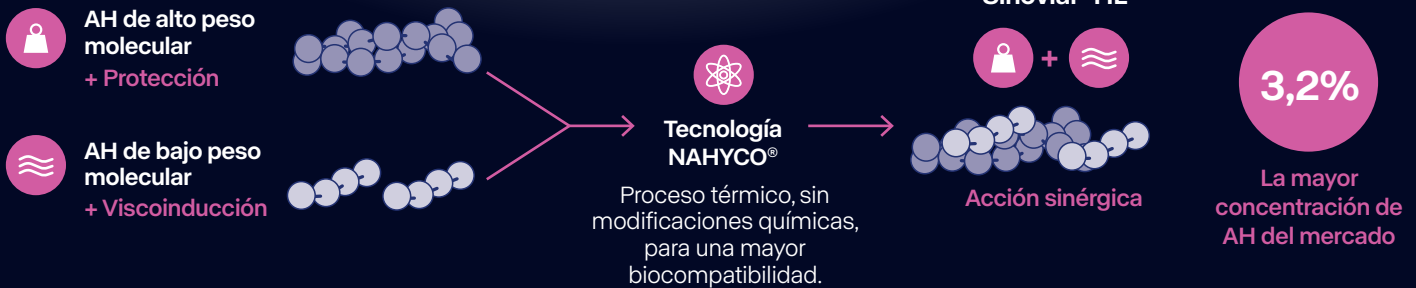 AH de alto peso
molecular
+ Protección
AH de bajo peso
molecular
+ Viscoinducción
Tecnología
NAHYCO®
Proceso térmico, sin
modificaciones químicas,
para una mayor
biocompatibilidad.
+
Acción sinérgica
3,2%
La mayor
concentración de
AH del mercado